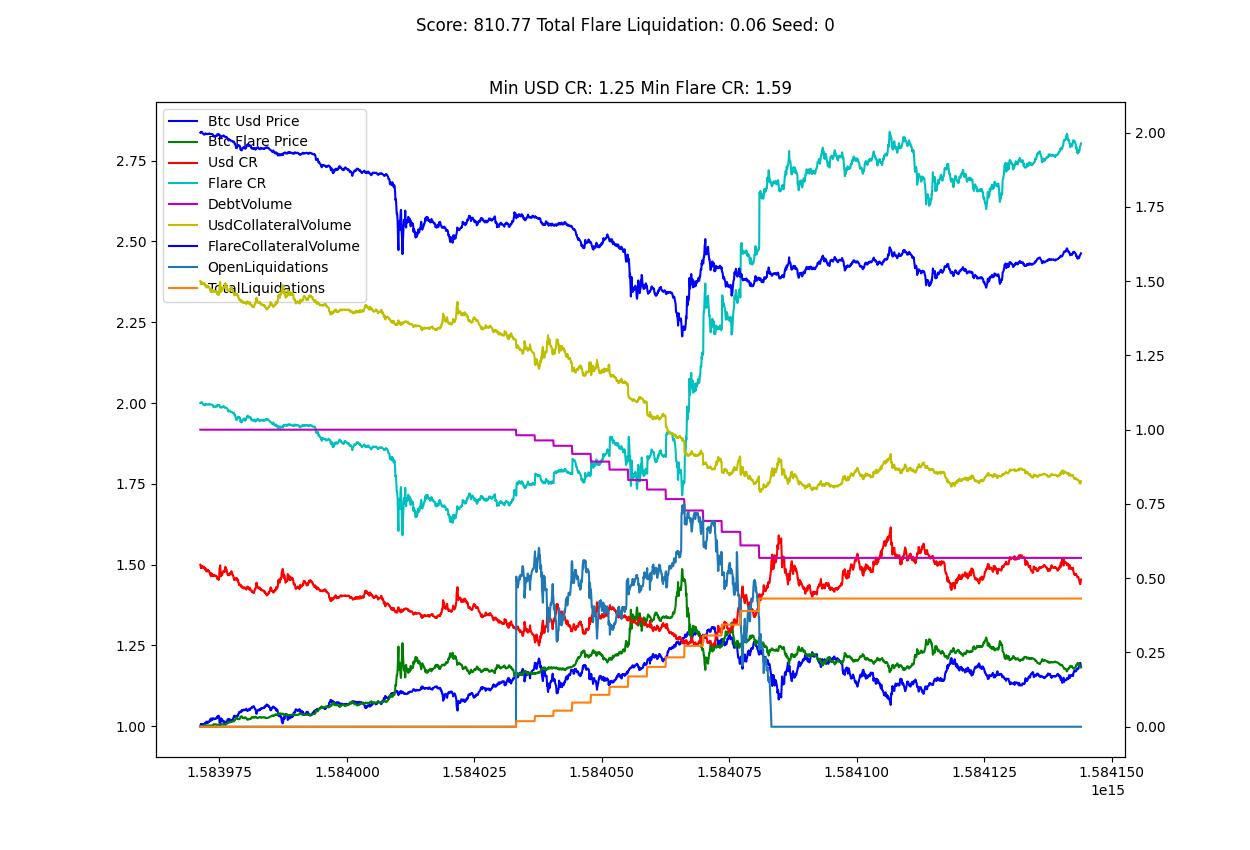 Score: 810.77 Total Flare Liquidation: 0.06 Seed: 0
Min USD CR: 1.25 Min Flare CR: 1.59
Btc Usd Price
Btc Flare Price
Usd CR
Flare CR
DebtVolume
UsdCollateralVolume
FlareCollateralVolume
OpenLiquidations
TotalLiquidations
2.75
2.50
2.25
2.00
1.75
1.50
1.25
1.00
2.00
1.75
1.50
1.25
1.00
0.75
0.50
0.25
0.00
1.583975 1.584000 1.584025 1.584050 1.584075 1.584100 1.584125 1.584150
1e15